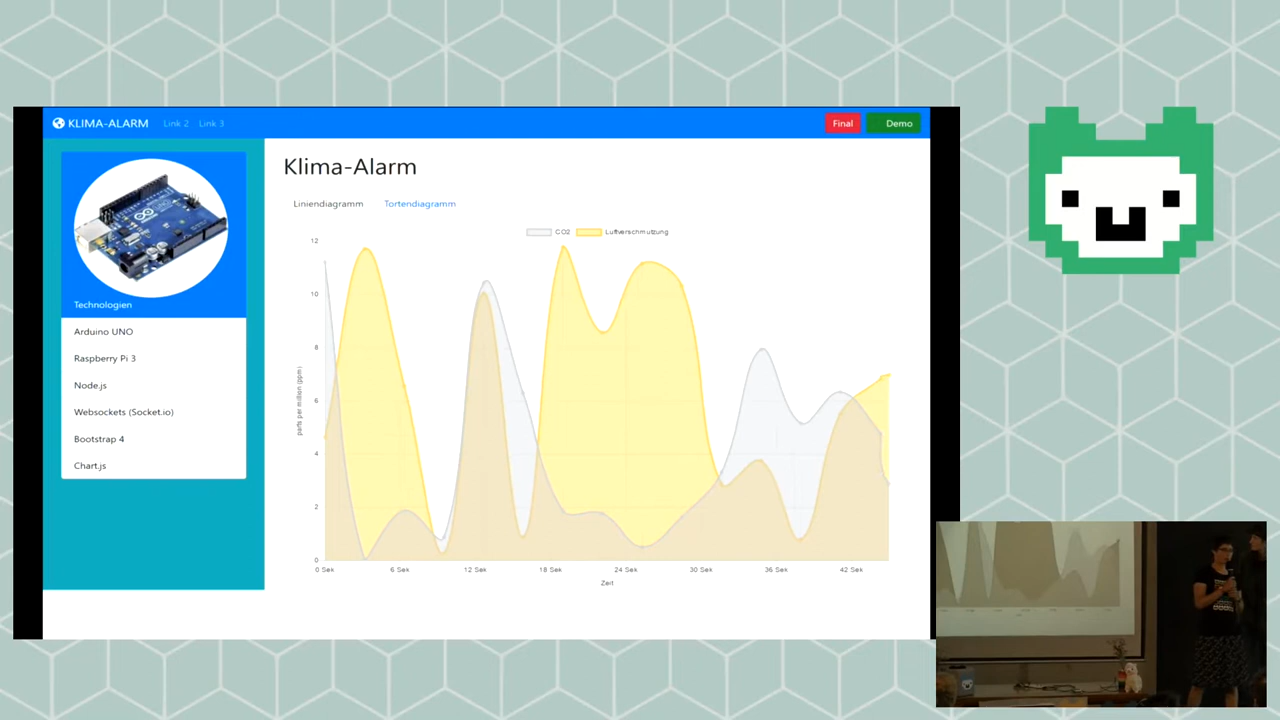 KLIMA-ALARM Link 2 Link 3 Final Demo
Klima-Alarm
Liniendiagramm Tortendiagramm
CO2 Luftverschmutzung
Technologien
Arduino UNO
Raspberry Pi 3
Node.js
Websockets (Socket.io)
Bootstrap 4
Chart.js
parts per million (ppm)
12
10
8
6
4
2
0
0 Sek 6 Sek 12 Sek 18 Sek 24 Sek 30 Sek 36 Sek 42 Sek
Zeit